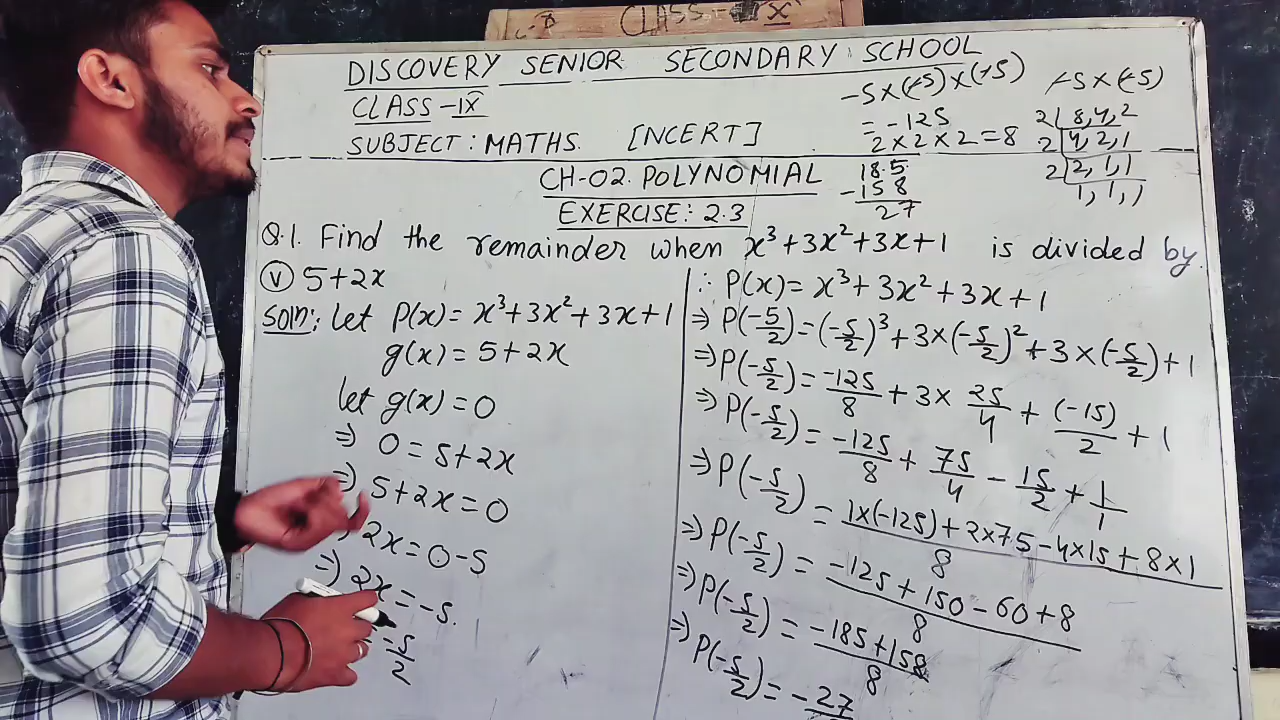 CLASS - IX
DISCOVERY SENIOR SECONDARY SCHOOL
CLASS - IX
SUBJECT : MATHS. [NCERT]
-5×(-5)×(-5)
= -125
2×2×2=8
18.5
-158
27
-5×(-5)
2 | 8, 4, 2
2 | 4, 2, 1
2 | 2, 1, 1
1, 1, 1
CH-02. POLYNOMIAL
EXERCISE: 2.3
Q.1. Find the remainder when x³+3x²+3x+1 is divided by.
(v) 5+2x
Soln: Let P(x) = x³+3x²+3x+1
g(x) = 5+2x
let g(x) = 0
⇒ 0 = 5+2x
⇒ 5+2x = 0
2x = 0-5
⇒ 2x = -5.
-5/2
∴ P(x) = x³+3x²+3x+1
⇒ P(-5/2) = (-5/2)³ + 3×(-5/2)² + 3×(-5/2)+1
⇒ P(-5/2) = -125/8 + 3× 25/4 + (-15)/2 + 1
⇒ P(-5/2) = -125/8 + 75/4 - 15/2 + 1/1
⇒ P(-5/2) = 1×(-125)+2×75-4×15+8×1/8
⇒ P(-5/2) = -125+150-60+8/8
⇒ P(-5/2) = -185+158/8
⇒ P(-5/2) = -27